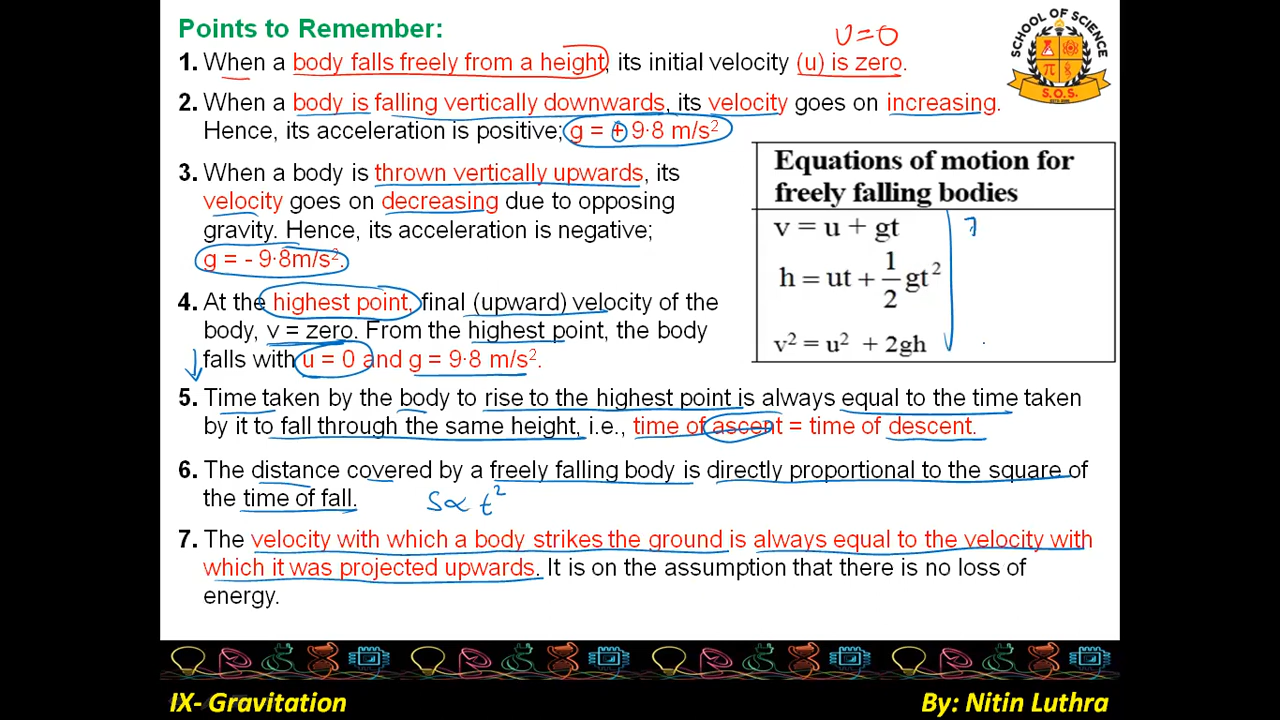 Points to Remember:
U=0
1. When a body falls freely from a height, its initial velocity (u) is zero.
2. When a body is falling vertically downwards, its velocity goes on increasing.
Hence, its acceleration is positive; g = + 9·8 m/s²
3. When a body is thrown vertically upwards, its
velocity goes on decreasing due to opposing
gravity. Hence, its acceleration is negative;
g = - 9·8m/s².
4. At the highest point, final (upward) velocity of the
body, v = zero. From the highest point, the body
falls with u = 0 and g = 9·8 m/s².
5. Time taken by the body to rise to the highest point is always equal to the time taken
by it to fall through the same height, i.e., time of ascent = time of descent.
6. The distance covered by a freely falling body is directly proportional to the square of
the time of fall.
S∝ t²
7. The velocity with which a body strikes the ground is always equal to the velocity with
which it was projected upwards. It is on the assumption that there is no loss of
energy.
Equations of motion for
freely falling bodies
v = u + gt
h = ut + 1/2 gt²
v² = u² + 2gh
SCHOOL OF SCIENCE
π
S.O.S.
IX- Gravitation
By: Nitin Luthra